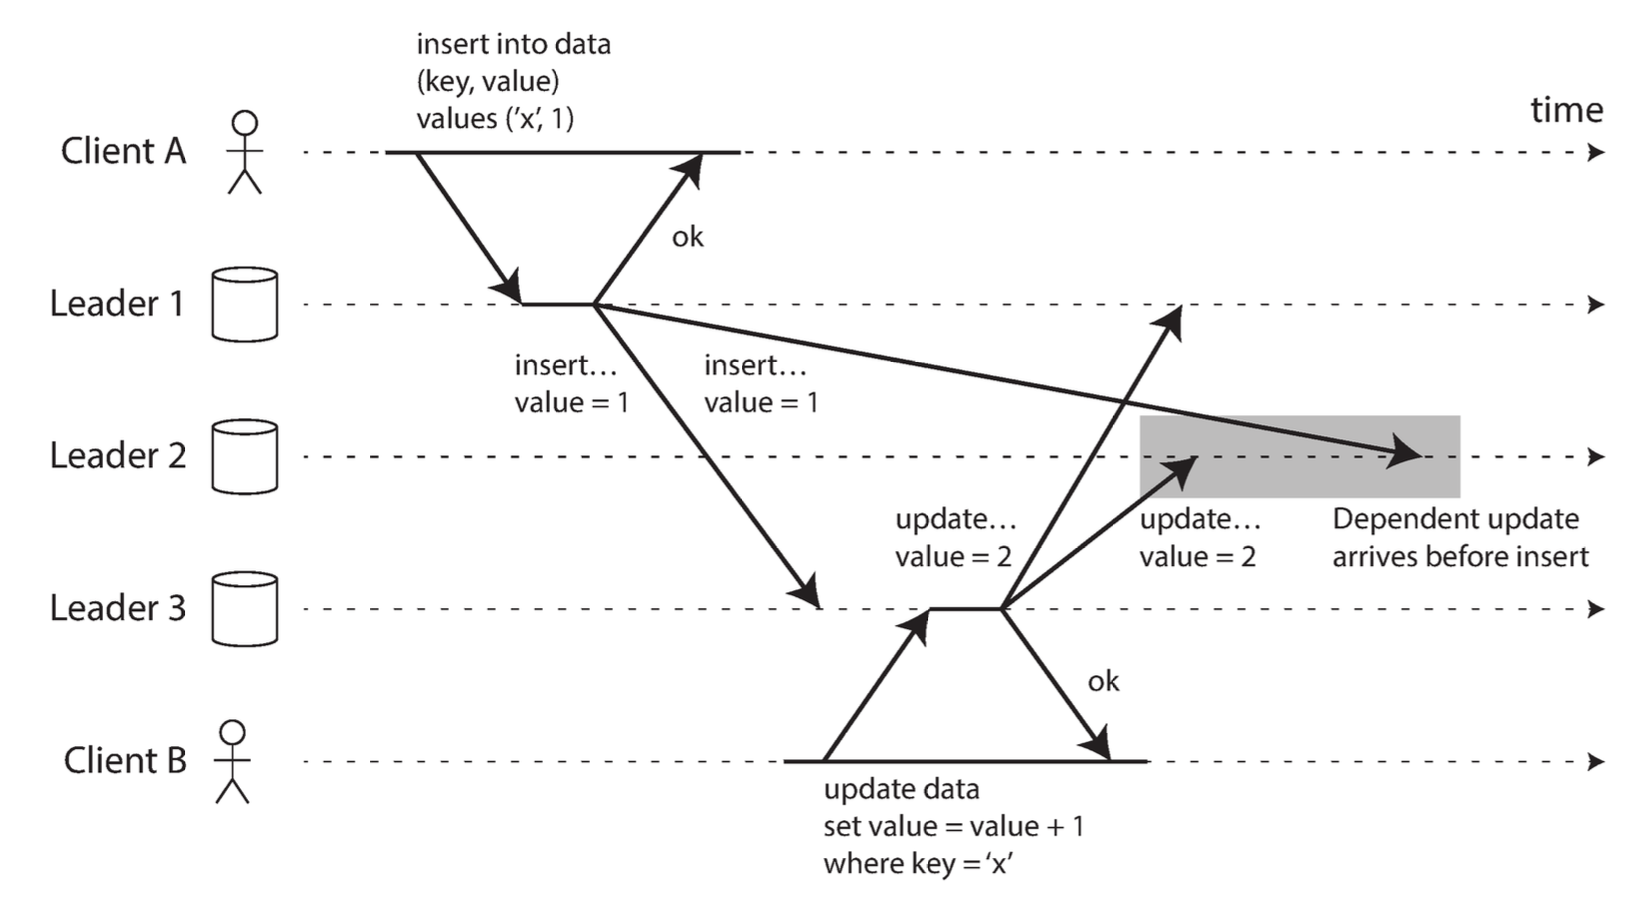 insert into data
(key, value)
values (’x’, 1)
time
Client A
ok
Leader 1
insert…
value = 1
insert…
value = 1
Leader 2
update…
value = 2
update…
value = 2
Dependent update
arrives before insert
Leader 3
ok
Client B
update data
set value = value + 1
where key = ‘x’